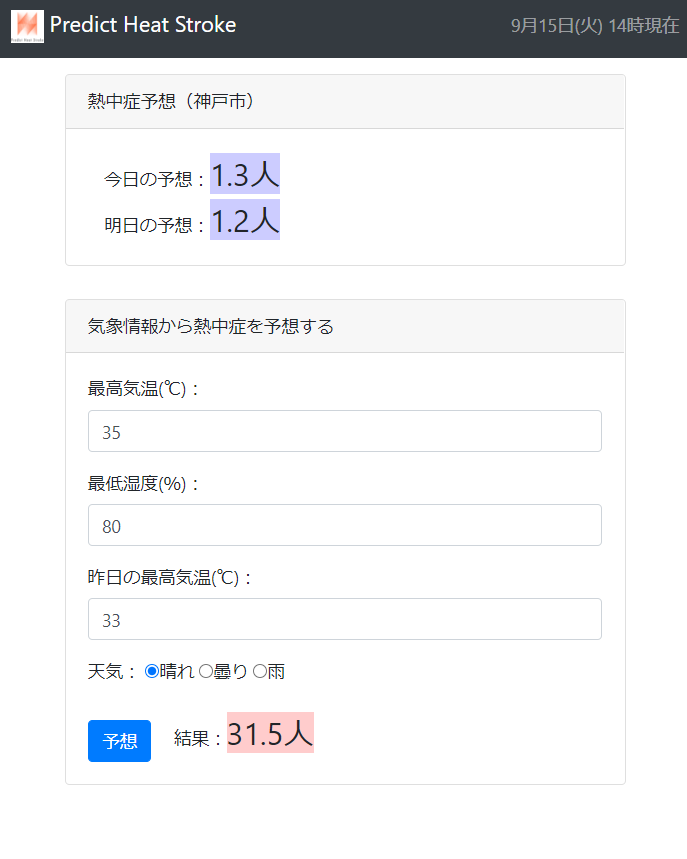 Predict Heat Stroke
9月15日(火) 14時現在
Predict Heat Stroke
熱中症予想（神戸市）
今日の予想：1.3人
明日の予想：1.2人
気象情報から熱中症を予想する
最高気温(℃)：
35
最低湿度(%)：
80
昨日の最高気温(℃)：
33
天気： 晴れ 曇り 雨
予想 結果：31.5人